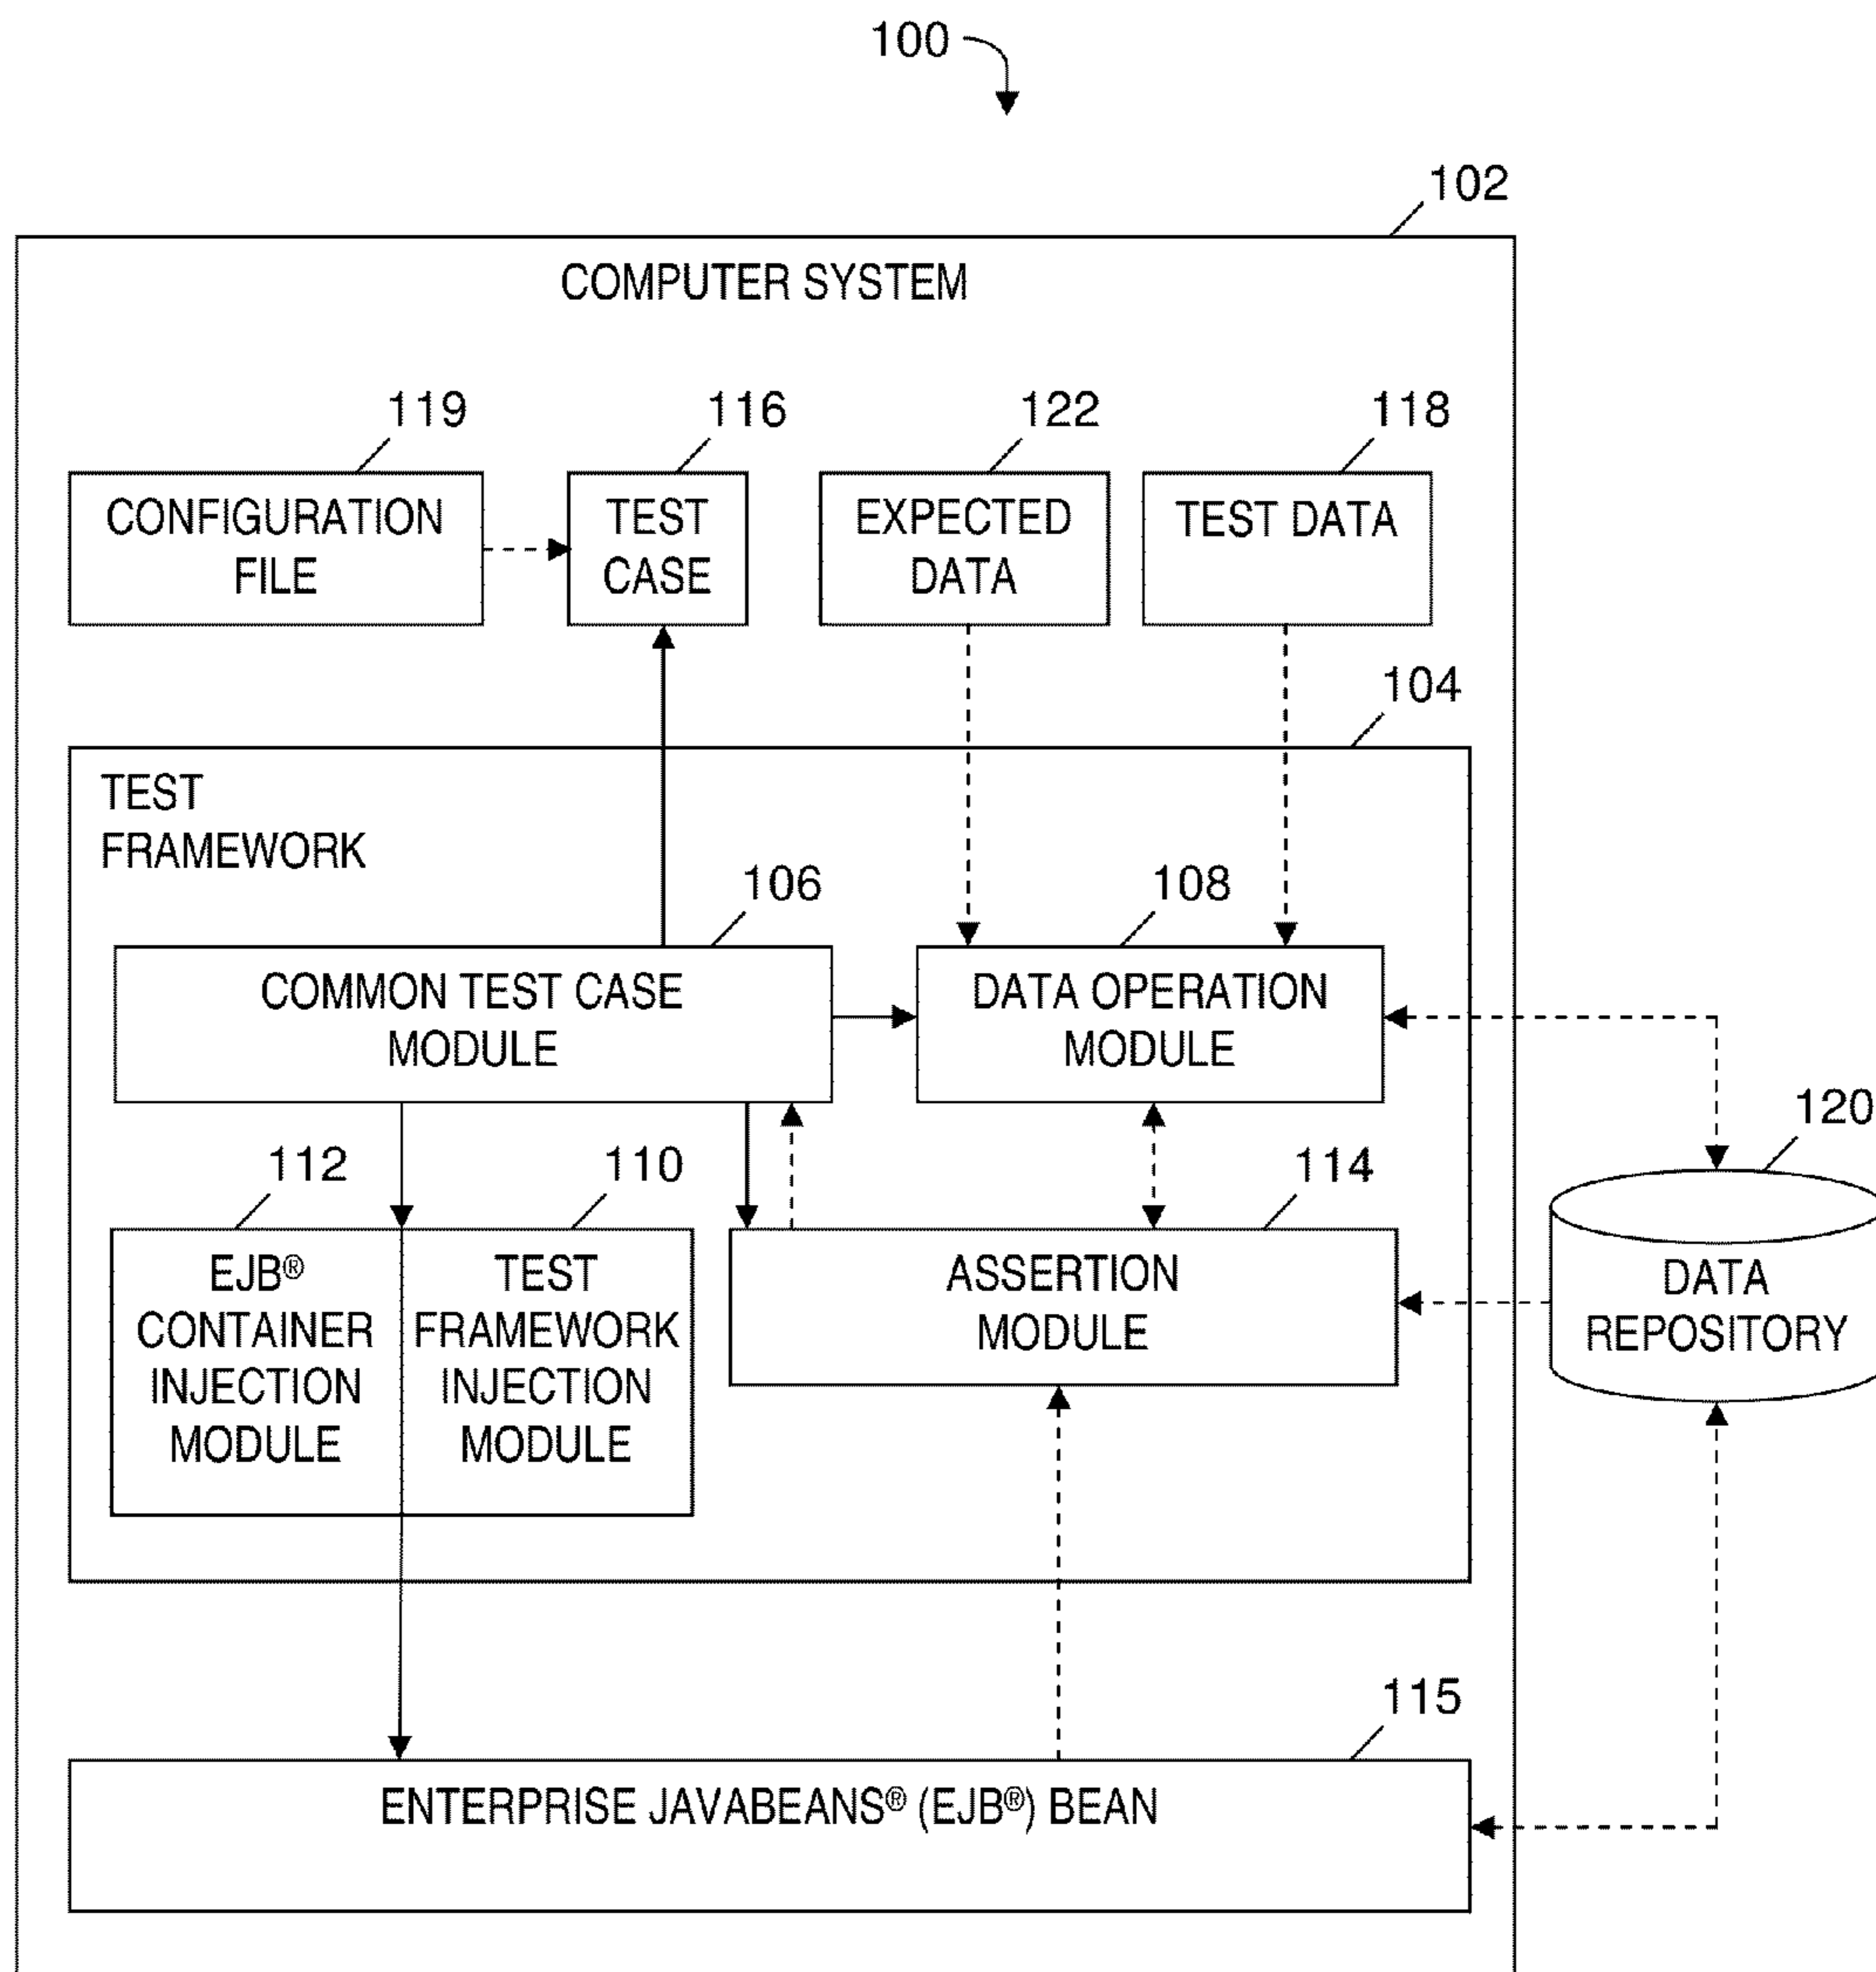 100
102
COMPUTER SYSTEM
119
116
122
118
CONFIGURATION
FILE
TEST
CASE
EXPECTED
DATA
TEST DATA
104
TEST
FRAMEWORK
106
108
COMMON TEST CASE
MODULE
DATA OPERATION
MODULE
120
112
110
114
EJB®
CONTAINER
INJECTION
MODULE
TEST
FRAMEWORK
INJECTION
MODULE
ASSERTION
MODULE
DATA
REPOSITORY
115
ENTERPRISE JAVABEANS® (EJB®) BEAN